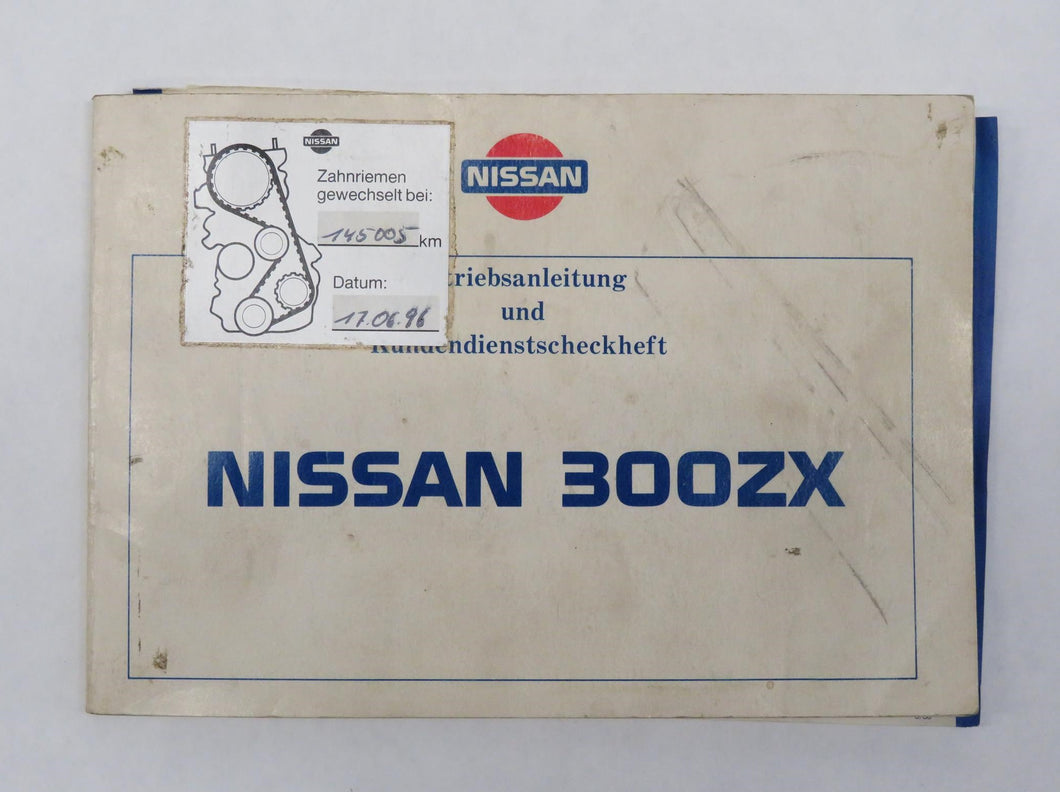 NISSAN
Zahnriemen
gewechselt bei:
145005 km
Datum:
17.06.96
NISSAN
triebsanleitung
und
Kundendienstscheckheft
NISSAN 300ZX